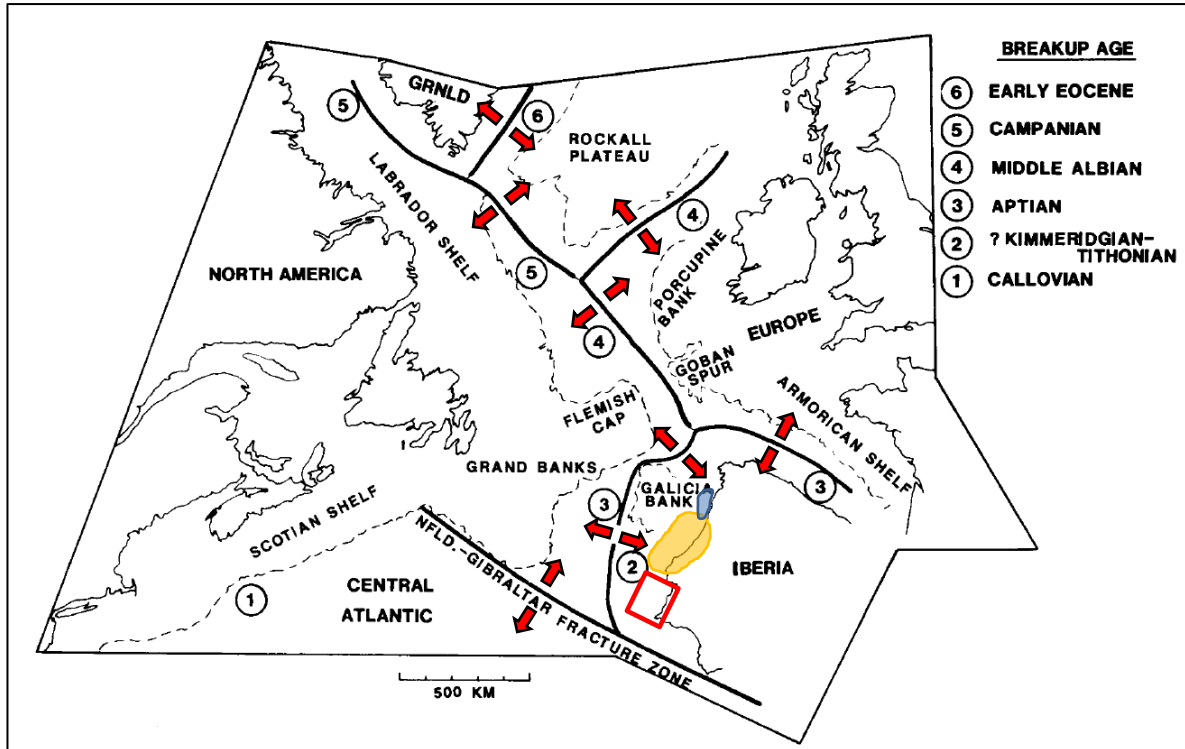 BREAKUP AGE
6 EARLY EOCENE
5 CAMPANIAN
4 MIDDLE ALBIAN
3 APTIAN
2 ? KIMMERIDGIAN-
TITHONIAN
1 CALLOVIAN
GRNLD
5
6
ROCKALL
PLATEAU
LABRADOR SHELF
4
NORTH AMERICA
5
PORCUPINE
BANK
4
EUROPE
GOBAN
SPUR
FLEMISH
CAP
ARMORICAN SHELF
GRAND BANKS
GALICIA
BANK
3
3
SCOTIAN SHELF
NFLD.-GIBRALTAR FRACTURE ZONE
2
IBERIA
1
CENTRAL
ATLANTIC
500 KM